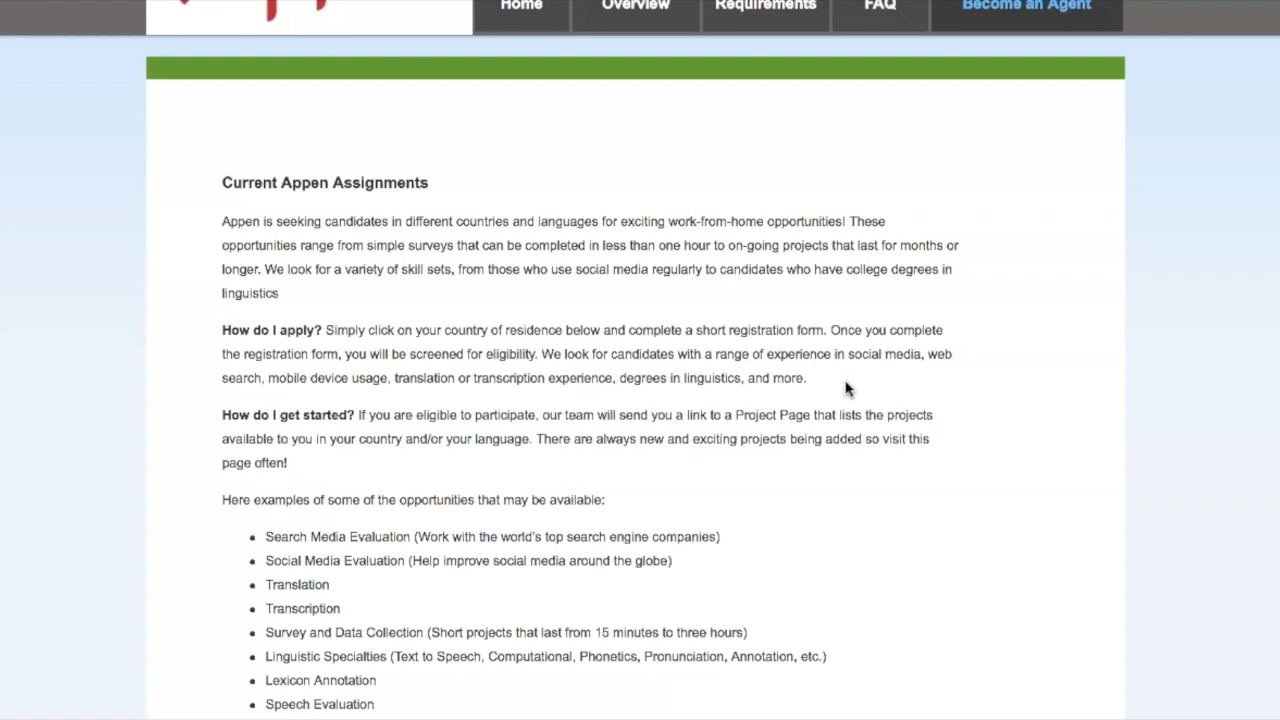 Home Overview Requirements FAQ Become an Agent
Current Appen Assignments
Appen is seeking candidates in different countries and languages for exciting work-from-home opportunities! These
opportunities range from simple surveys that can be completed in less than one hour to on-going projects that last for months or
longer. We look for a variety of skill sets, from those who use social media regularly to candidates who have college degrees in
linguistics
How do I apply? Simply click on your country of residence below and complete a short registration form. Once you complete
the registration form, you will be screened for eligibility. We look for candidates with a range of experience in social media, web
search, mobile device usage, translation or transcription experience, degrees in linguistics, and more.
How do I get started? If you are eligible to participate, our team will send you a link to a Project Page that lists the projects
available to you in your country and/or your language. There are always new and exciting projects being added so visit this
page often!
Here examples of some of the opportunities that may be available:
• Search Media Evaluation (Work with the world's top search engine companies)
• Social Media Evaluation (Help improve social media around the globe)
• Translation
• Transcription
• Survey and Data Collection (Short projects that last from 15 minutes to three hours)
• Linguistic Specialties (Text to Speech, Computational, Phonetics, Pronunciation, Annotation, etc.)
• Lexicon Annotation
• Speech Evaluation